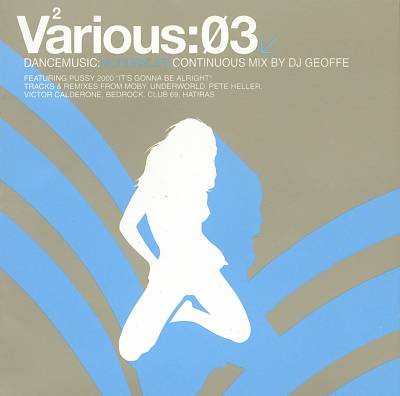 V²arious:Ø3
DANCEMUSIC: CONTINUOUS MIX BY DJ GEOFFE
FEATURING PUSSY 2000 "IT'S GONNA BE ALRIGHT"
TRACKS & REMIXES FROM MOBY, UNDERWORLD, PETE HELLER,
VICTOR CALDERONE, BEDROCK, CLUB 69, HATIRAS.